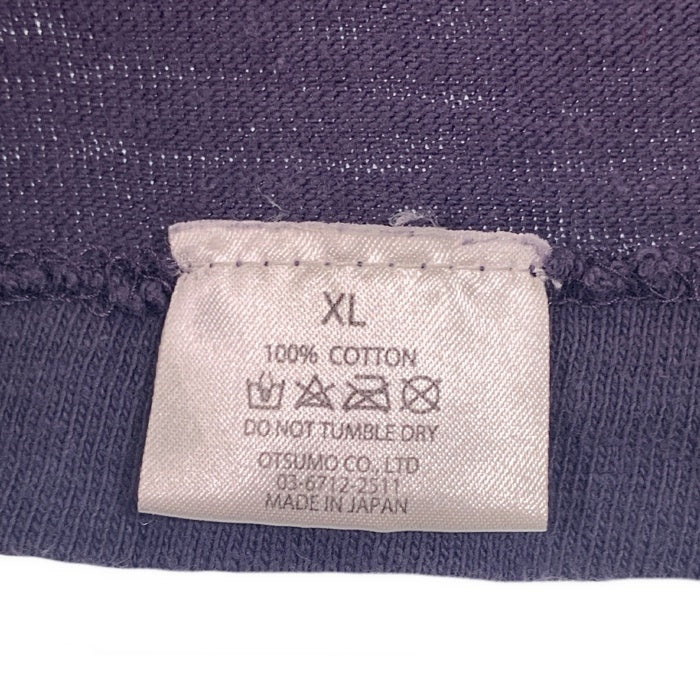 XL
100% COTTON
DO NOT TUMBLE DRY
OTSUMO CO., LTD
03-6712-2511
MADE IN JAPAN